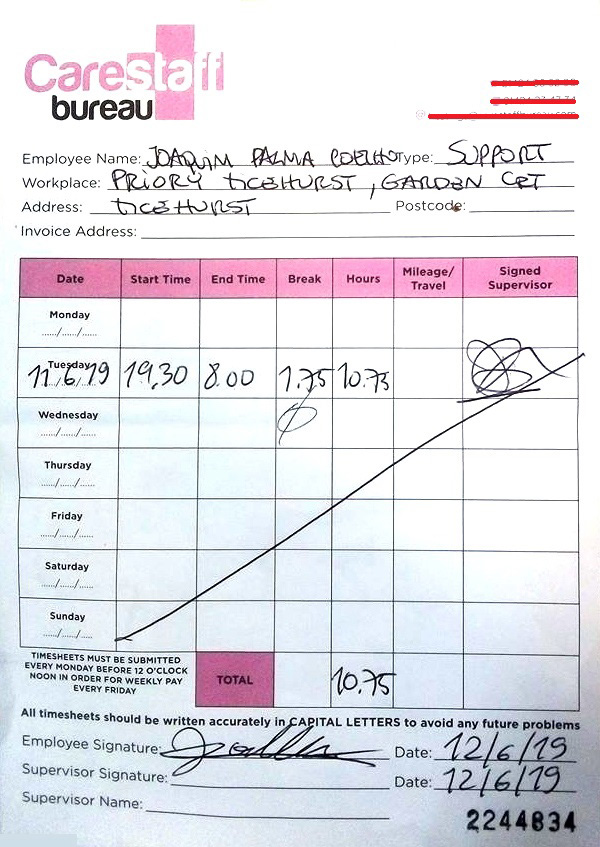 Carestaff
bureau
Employee Name: JOAQUIM PALMA COELHO Type: SUPPORT
Workplace: PRIORY TICEHURST, GARDEN CRT
Address: TICEHURST Postcode:
Invoice Address:
Date Start Time End Time Break Hours Mileage/ Travel Signed Supervisor
Monday
...../...../.....
Tuesday
11/6/19 19.30 8.00 1.75 10.75
Wednesday
...../...../.....
Thursday
...../...../.....
Friday
...../...../.....
Saturday
...../...../.....
Sunday
...../...../.....
TIMESHEETS MUST BE SUBMITTED
EVERY MONDAY BEFORE 12 O'CLOCK
NOON IN ORDER FOR WEEKLY PAY
EVERY FRIDAY
TOTAL 10.75
All timesheets should be written accurately in CAPITAL LETTERS to avoid any future problems
Employee Signature: Date: 12/6/19
Supervisor Signature: Date: 12/6/19
Supervisor Name:
2244834